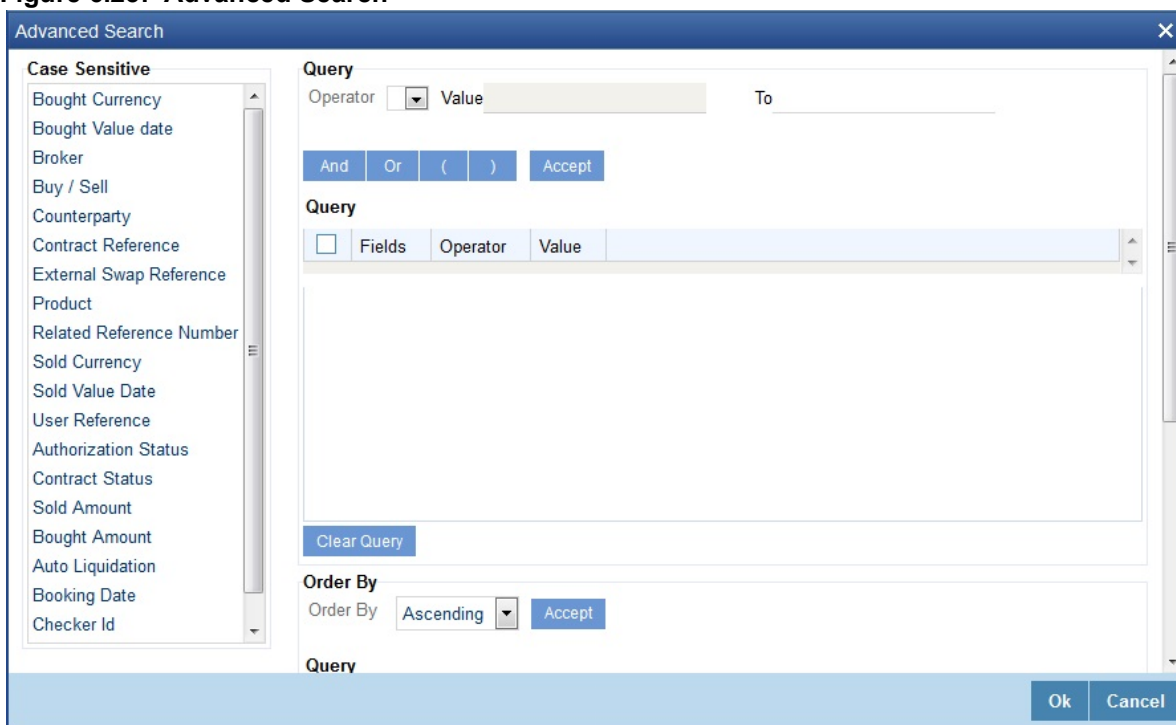 Advanced Search
Case Sensitive
Bought Currency
Bought Value date
Broker
Buy / Sell
Counterparty
Contract Reference
External Swap Reference
Product
Related Reference Number
Sold Currency
Sold Value Date
User Reference
Authorization Status
Contract Status
Sold Amount
Bought Amount
Auto Liquidation
Booking Date
Checker Id
Query
Operator Value To
And Or ( ) Accept
Query
Fields Operator Value
Clear Query
Order By
Order By Ascending Accept
Query
Ok Cancel